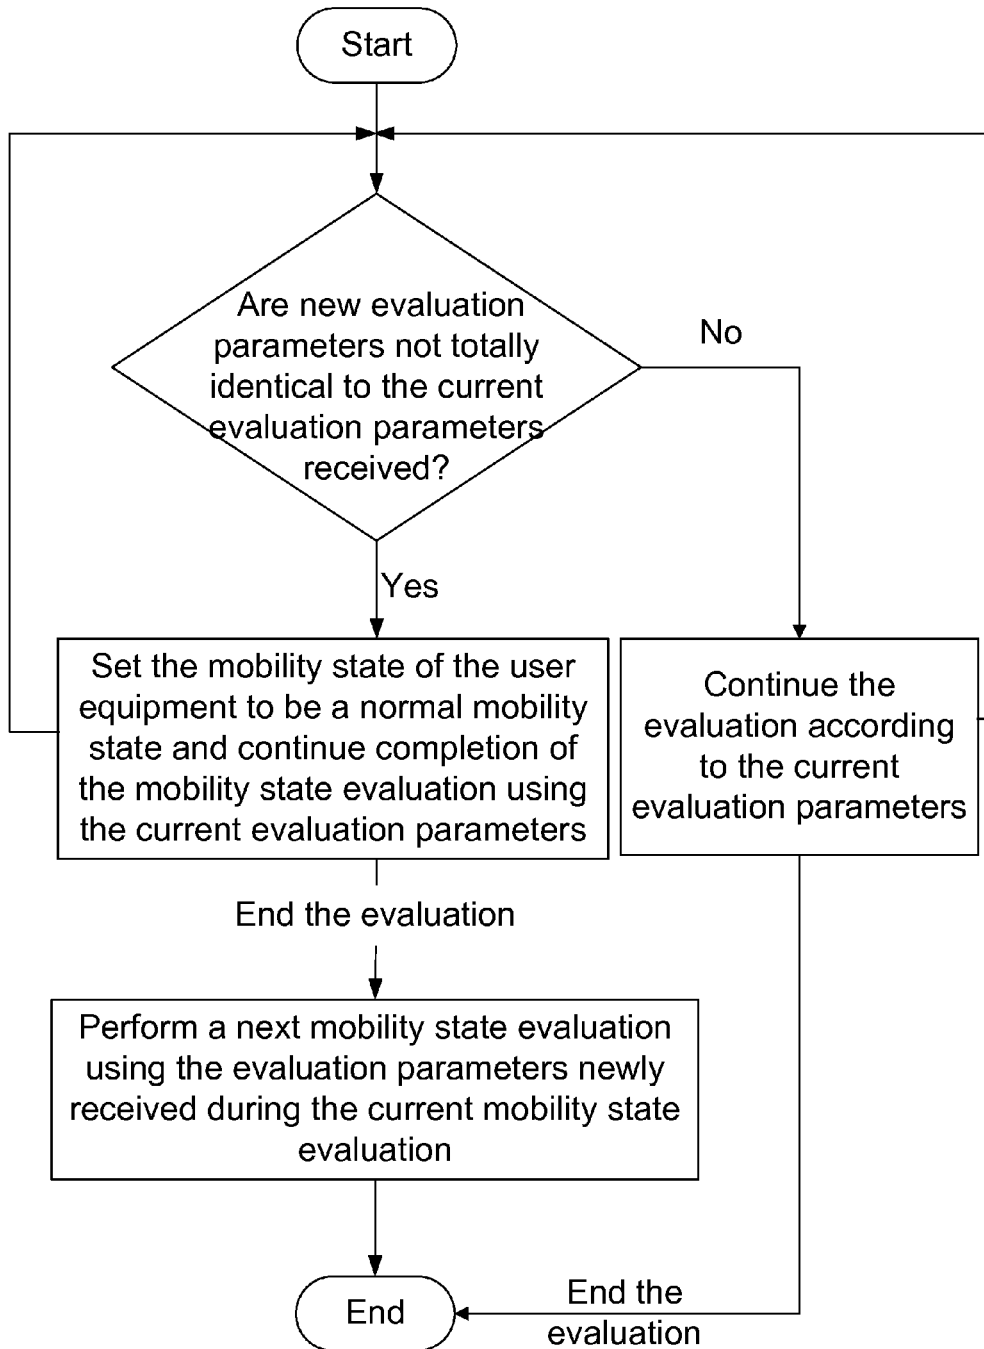 Start
Are new evaluation
parameters not totally
identical to the current
evaluation parameters
received?
No
Yes
Set the mobility state of the user
equipment to be a normal mobility
state and continue completion of
the mobility state evaluation using
the current evaluation parameters
Continue the
evaluation according
to the current
evaluation parameters
End the evaluation
Perform a next mobility state evaluation
using the evaluation parameters newly
received during the current mobility state
evaluation
End
End the
evaluation